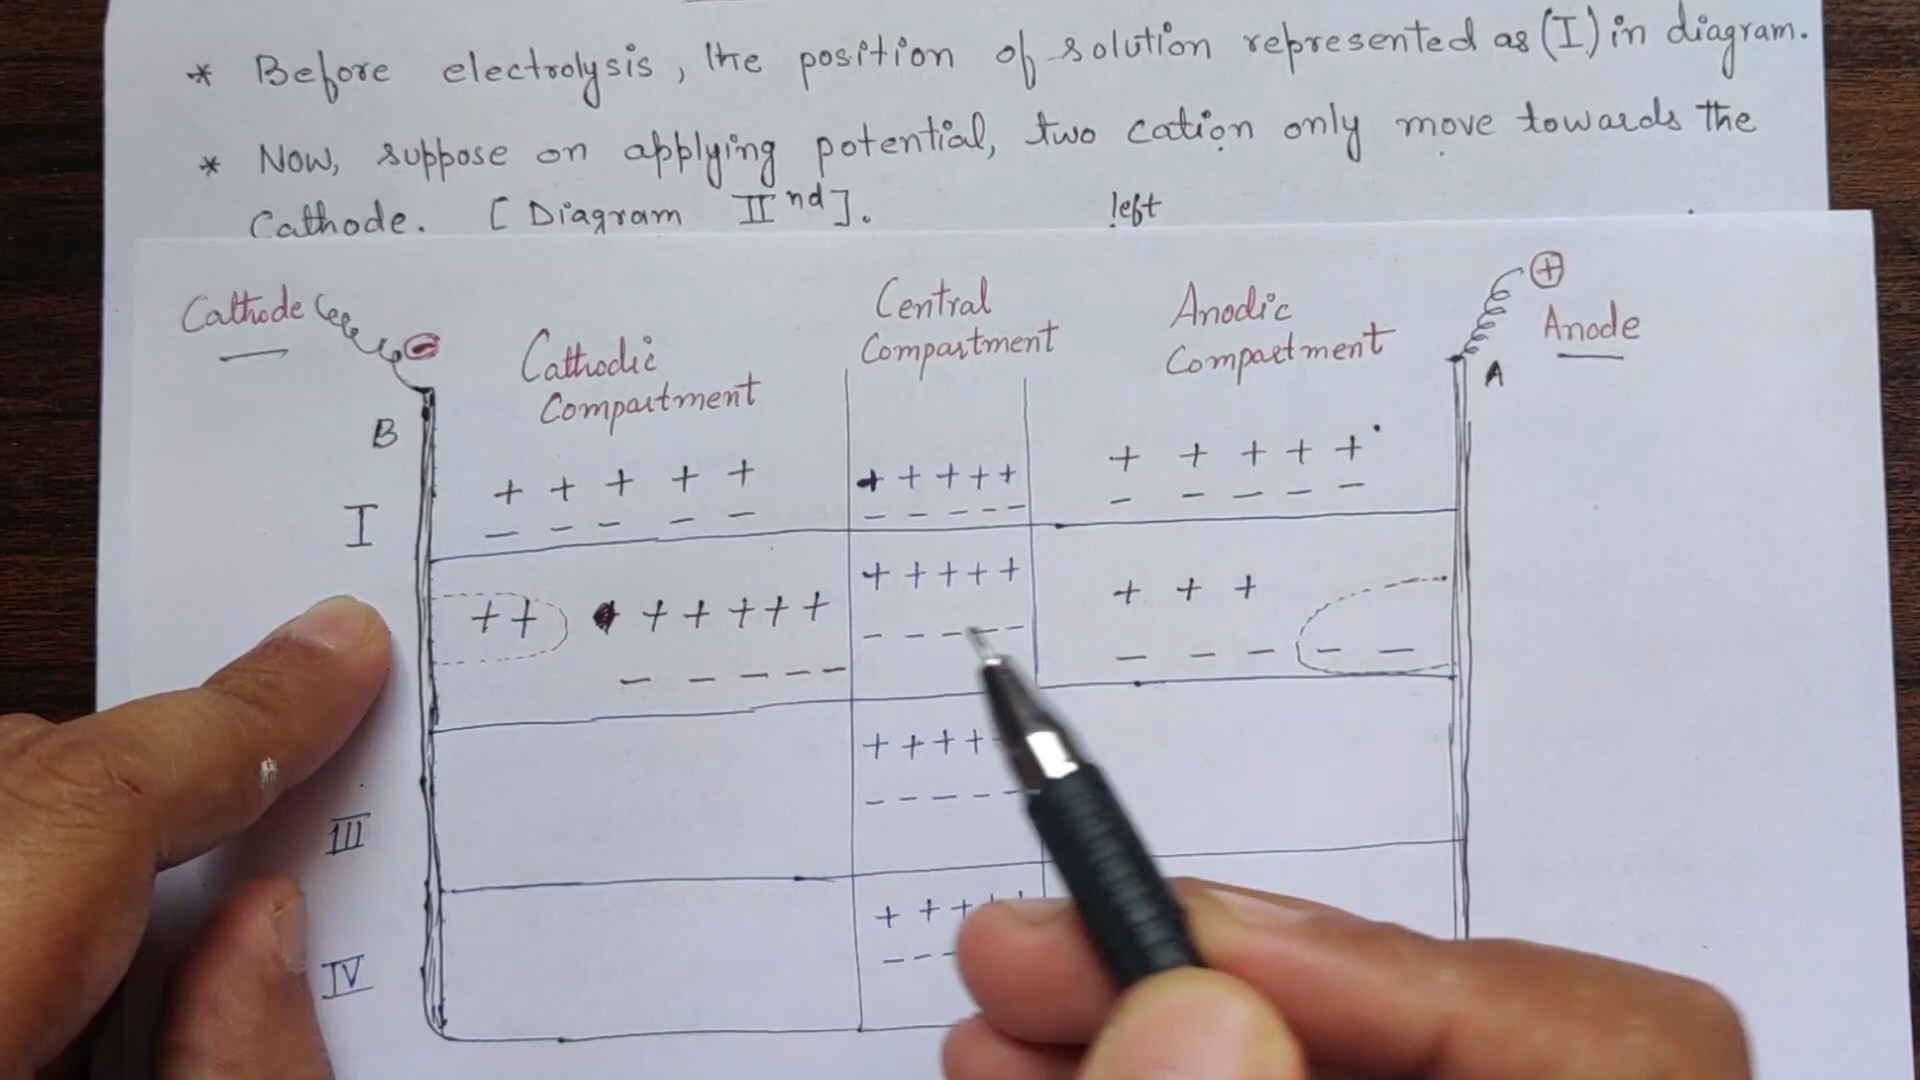 * Before electrolysis, the position of solution represented as (I) in diagram.
* Now, suppose on applying potential, two cation only move towards the
Cathode. [Diagram IInd]. left
Cathode
Central Compartment
Anodic Compartment
+
Anode
-
Cathodic Compartment
A
B
I
+ + + + +
- - - - -
+ + + + +
- - - - -
+ + + + +
- - - - -
+ + + + + + +
- - - - -
+ + + + +
- - - - -
+ + +
- - - - -
III
+ + + +
- - - - -
IV
+ + +
- - -